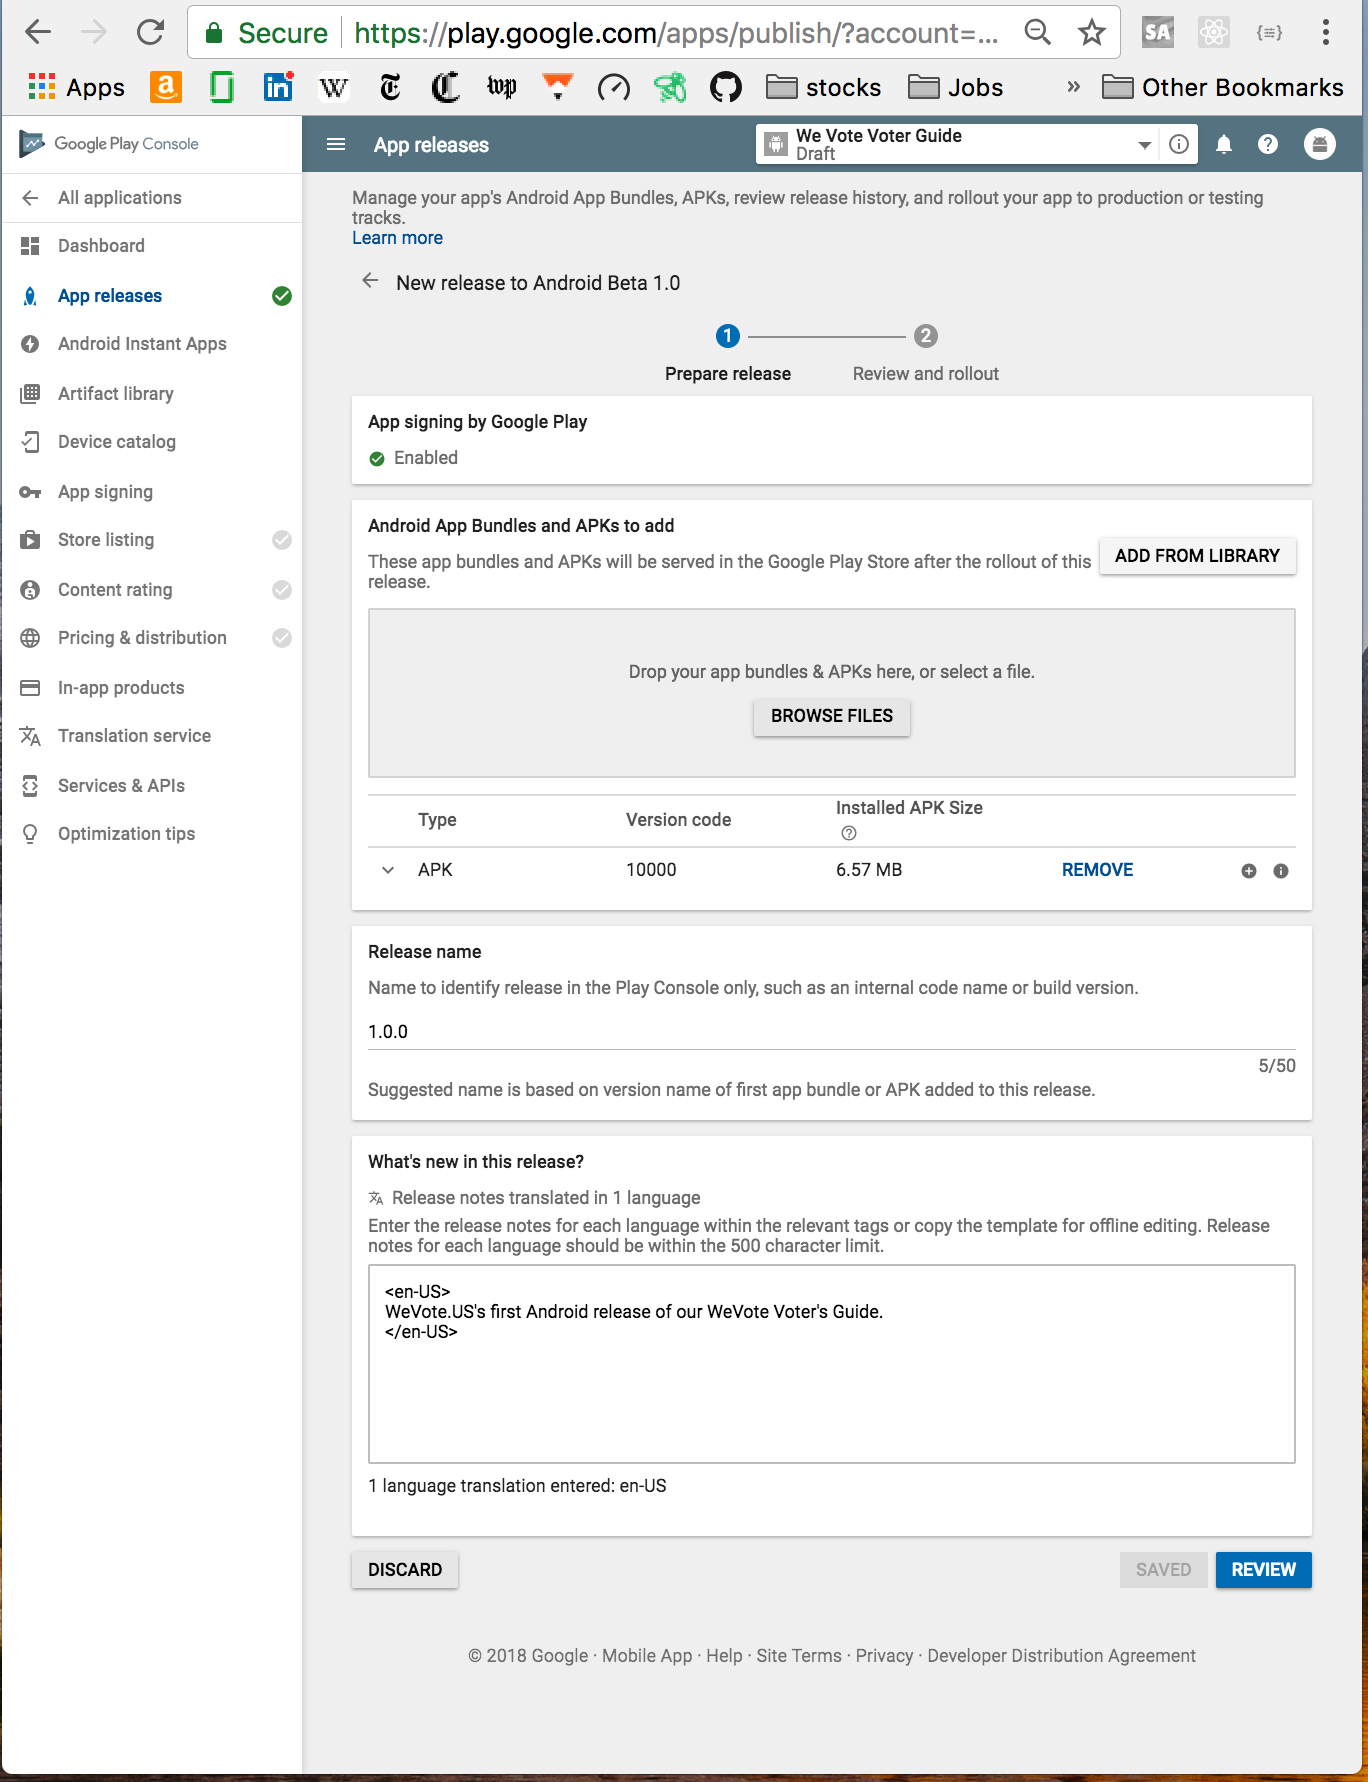 Secure
https://play.google.com/apps/publish/?account=...
SA
Apps
stocks
Jobs
»
Other Bookmarks
Google Play Console
App releases
We Vote Voter Guide
Draft
All applications
Dashboard
App releases
Android Instant Apps
Artifact library
Device catalog
App signing
Store listing
Content rating
Pricing & distribution
In-app products
Translation service
Services & APIs
Optimization tips
Manage your app's Android App Bundles, APKs, review release history, and rollout your app to production or testing
tracks.
Learn more
New release to Android Beta 1.0
1
2
Prepare release
Review and rollout
App signing by Google Play
Enabled
Android App Bundles and APKs to add
These app bundles and APKs will be served in the Google Play Store after the rollout of this
release.
ADD FROM LIBRARY
Drop your app bundles & APKs here, or select a file.
BROWSE FILES
Type Version code Installed APK Size
APK 10000 6.57 MB REMOVE
Release name
Name to identify release in the Play Console only, such as an internal code name or build version.
1.0.0
5/50
Suggested name is based on version name of first app bundle or APK added to this release.
What's new in this release?
Release notes translated in 1 language
Enter the release notes for each language within the relevant tags or copy the template for offline editing. Release
notes for each language should be within the 500 character limit.
<en-US>
WeVote.US's first Android release of our WeVote Voter's Guide.
</en-US>
1 language translation entered: en-US
DISCARD
SAVED
REVIEW
© 2018 Google · Mobile App · Help · Site Terms · Privacy · Developer Distribution Agreement